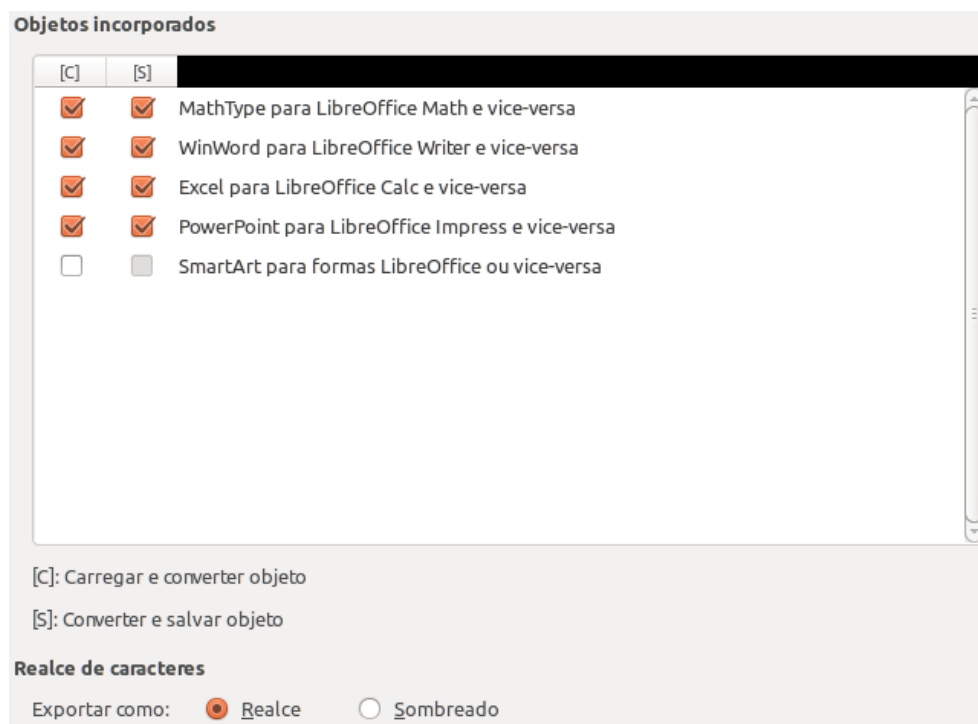 Objetos incorporados
[C] [S]
MathType para LibreOffice Math e vice-versa
WinWord para LibreOffice Writer e vice-versa
Excel para LibreOffice Calc e vice-versa
PowerPoint para LibreOffice Impress e vice-versa
SmartArt para formas LibreOffice ou vice-versa
[C]: Carregar e converter objeto
[S]: Converter e salvar objeto
Realce de caracteres
Exportar como: Realce Sombreado